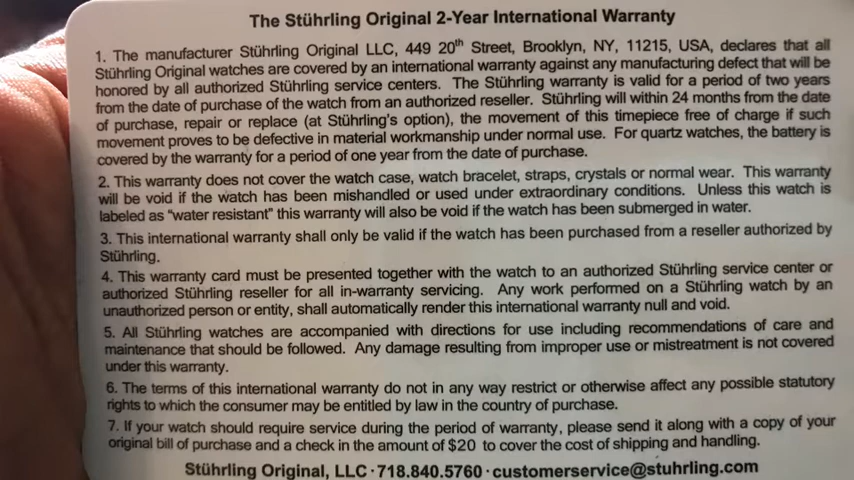 The Stührling Original 2-Year International Warranty
1. The manufacturer Stührling Original LLC, 449 20th Street, Brooklyn, NY, 11215, USA, declares that all
Stührling Original watches are covered by an international warranty against any manufacturing defect that will be
honored by all authorized Stührling service centers. The Stührling warranty is valid for a period of two years
from the date of purchase of the watch from an authorized reseller. Stührling will within 24 months from the date
of purchase, repair or replace (at Stührling's option), the movement of this timepiece free of charge if such
movement proves to be defective in material workmanship under normal use. For quartz watches, the battery is
covered by the warranty for a period of one year from the date of purchase.
2. This warranty does not cover the watch case, watch bracelet, straps, crystals or normal wear. This warranty
will be void if the watch has been mishandled or used under extraordinary conditions. Unless this watch is
labeled as “water resistant” this warranty will also be void if the watch has been submerged in water.
3. This international warranty shall only be valid if the watch has been purchased from a reseller authorized by
Stührling.
4. This warranty card must be presented together with the watch to an authorized Stührling service center or
authorized Stührling reseller for all in-warranty servicing. Any work performed on a Stührling watch by an
unauthorized person or entity, shall automatically render this international warranty null and void.
5. All Stührling watches are accompanied with directions for use including recommendations of care and
maintenance that should be followed. Any damage resulting from improper use or mistreatment is not covered
under this warranty.
6. The terms of this international warranty do not in any way restrict or otherwise affect any possible statutory
rights to which the consumer may be entitled by law in the country of purchase.
7. If your watch should require service during the period of warranty, please send it along with a copy of your
original bill of purchase and a check in the amount of $20 to cover the cost of shipping and handling.
Stührling Original, LLC · 718.840.5760 · customerservice@stuhrling.com